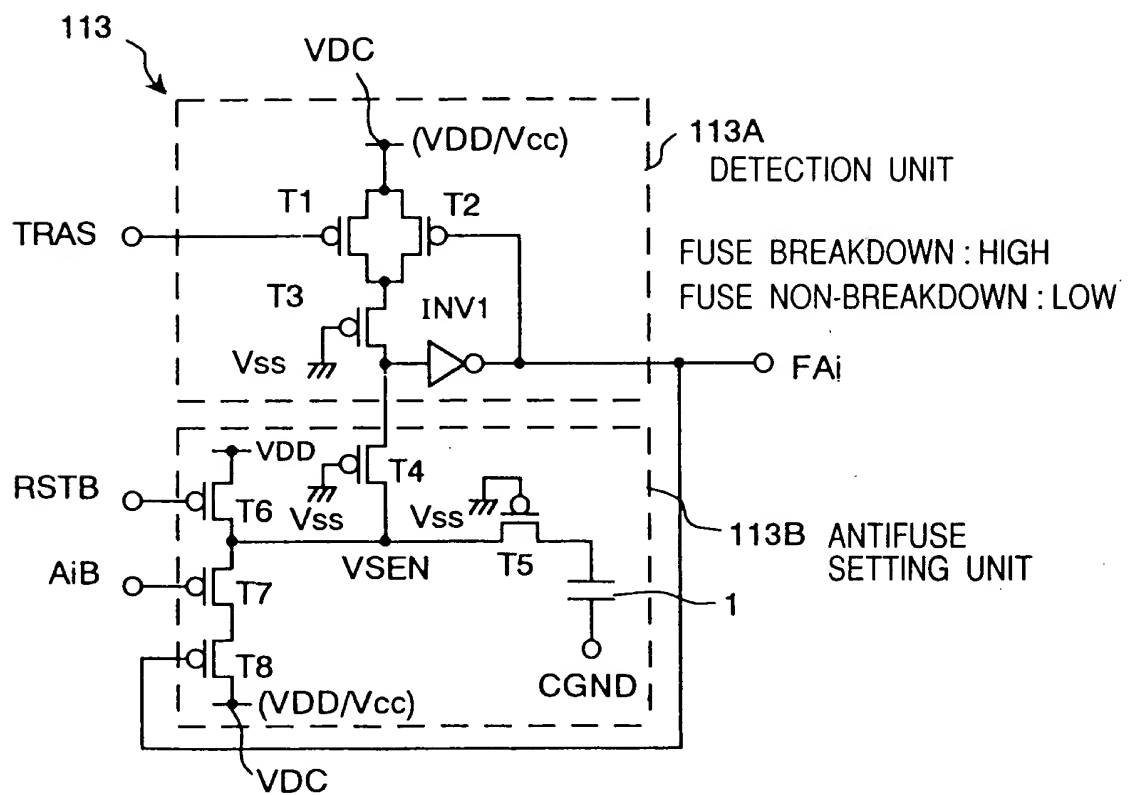 113
VDC
(VDD/Vcc)
113A
DETECTION UNIT
T1
T2
TRAS
FUSE BREAKDOWN : HIGH
FUSE NON-BREAKDOWN : LOW
T3
INV1
Vss
FAi
VDD
RSTB
T6
T4
Vss
Vss
113B ANTIFUSE
SETTING UNIT
AiB
T7
VSEN
T5
1
T8
CGND
(VDD/Vcc)
VDC